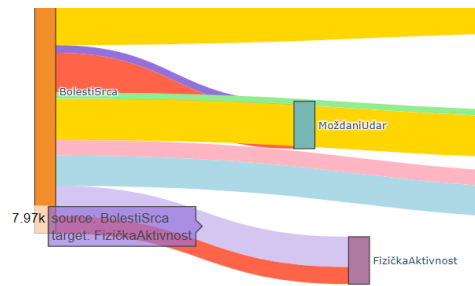 BolestiSrca
MoždaniUdar
7.97k source: BolestiSrca
target: FizičkaAktivnost
FizičkaAktivnost